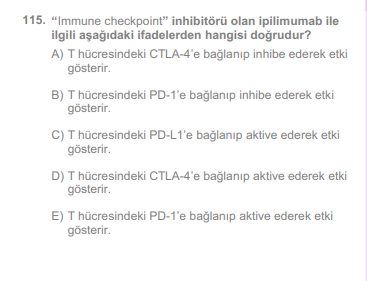 115. “Immune checkpoint” inhibitörü olan ipilimumab ile
ilgili aşağıdaki ifadelerden hangisi doğrudur?
A) T hücresindeki CTLA-4’e bağlanıp inhibe ederek etki
gösterir.
B) T hücresindeki PD-1’e bağlanıp inhibe ederek etki
gösterir.
C) T hücresindeki PD-L1’e bağlanıp aktive ederek etki
gösterir.
D) T hücresindeki CTLA-4’e bağlanıp aktive ederek etki
gösterir.
E) T hücresindeki PD-1’e bağlanıp aktive ederek etki
gösterir.